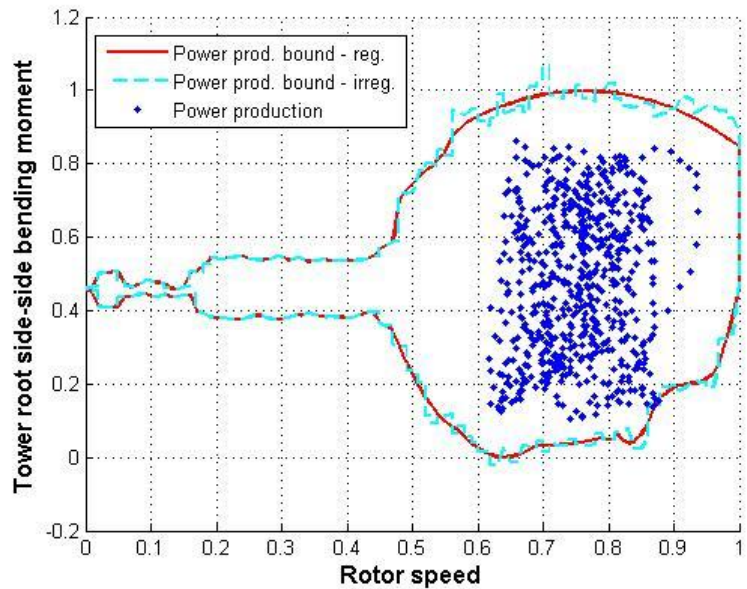 1.2
1
0.8
0.6
0.4
0.2
0
-0.2
Tower root side-side bending moment
Power prod. bound - reg.
Power prod. bound - irreg.
Power production
0 0.1 0.2 0.3 0.4 0.5 0.6 0.7 0.8 0.9 1
Rotor speed